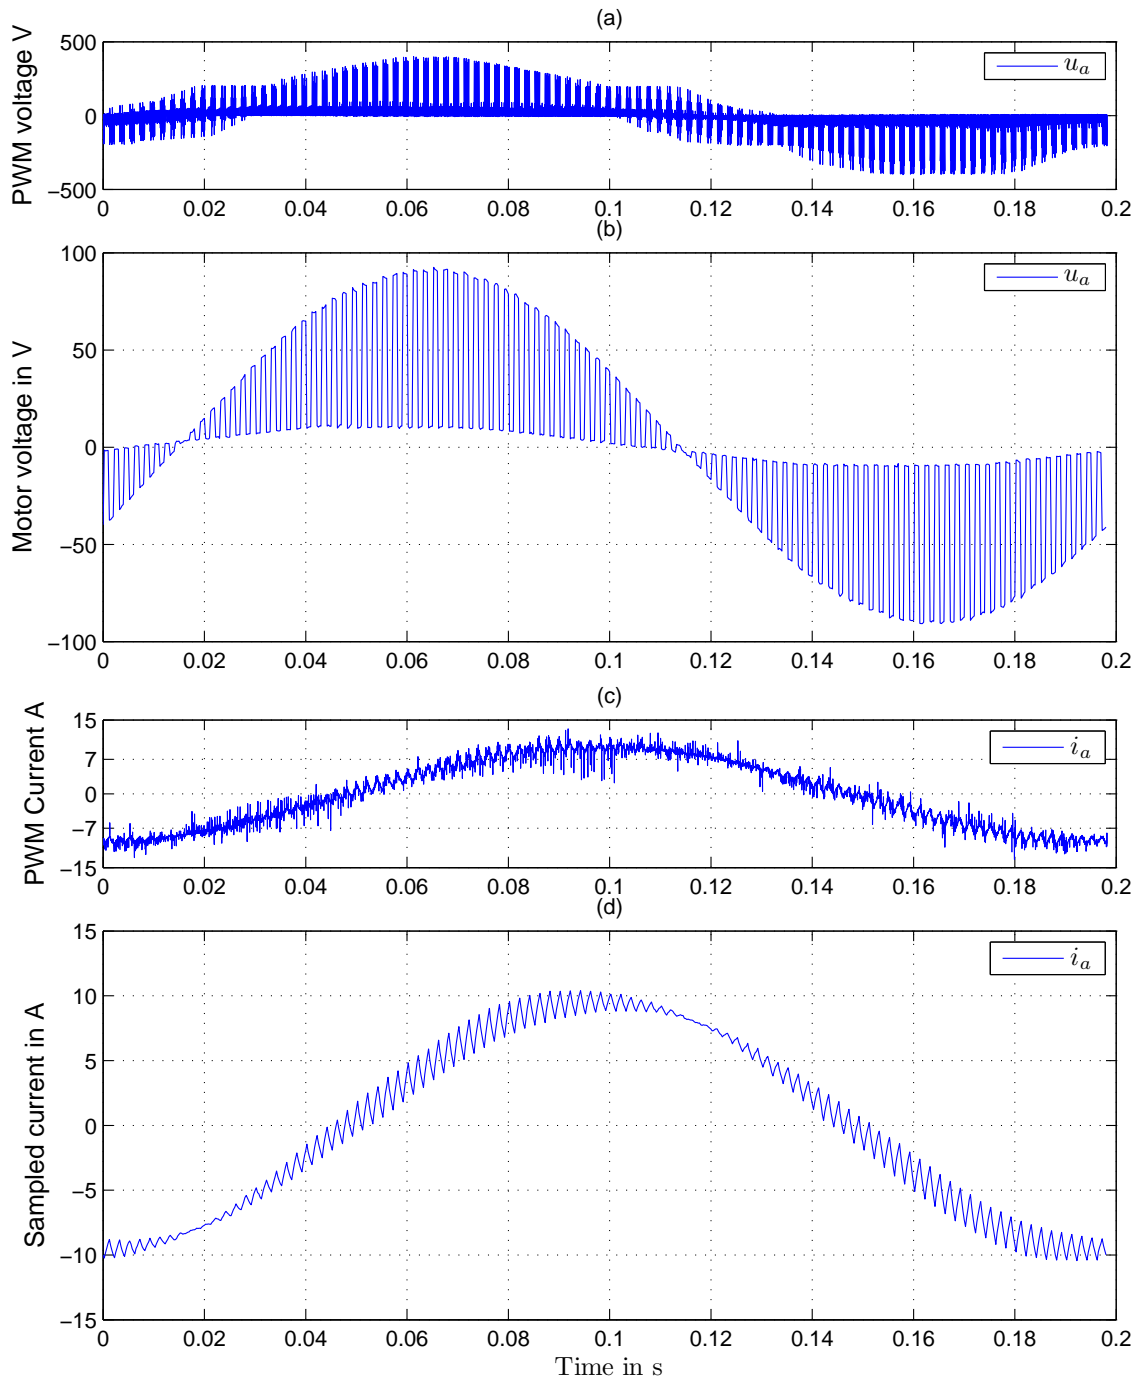 (a)
PWM voltage V
500
0
−500
u_a
0 0.02 0.04 0.06 0.08 0.1 0.12 0.14 0.16 0.18 0.2
(b)
Motor voltage in V
100
50
0
−50
−100
u_a
0 0.02 0.04 0.06 0.08 0.1 0.12 0.14 0.16 0.18 0.2
(c)
PWM Current A
15
7
0
−7
−15
i_a
0 0.02 0.04 0.06 0.08 0.1 0.12 0.14 0.16 0.18 0.2
(d)
Sampled current in A
15
10
5
0
−5
−10
−15
i_a
0 0.02 0.04 0.06 0.08 0.1 0.12 0.14 0.16 0.18 0.2
Time in s